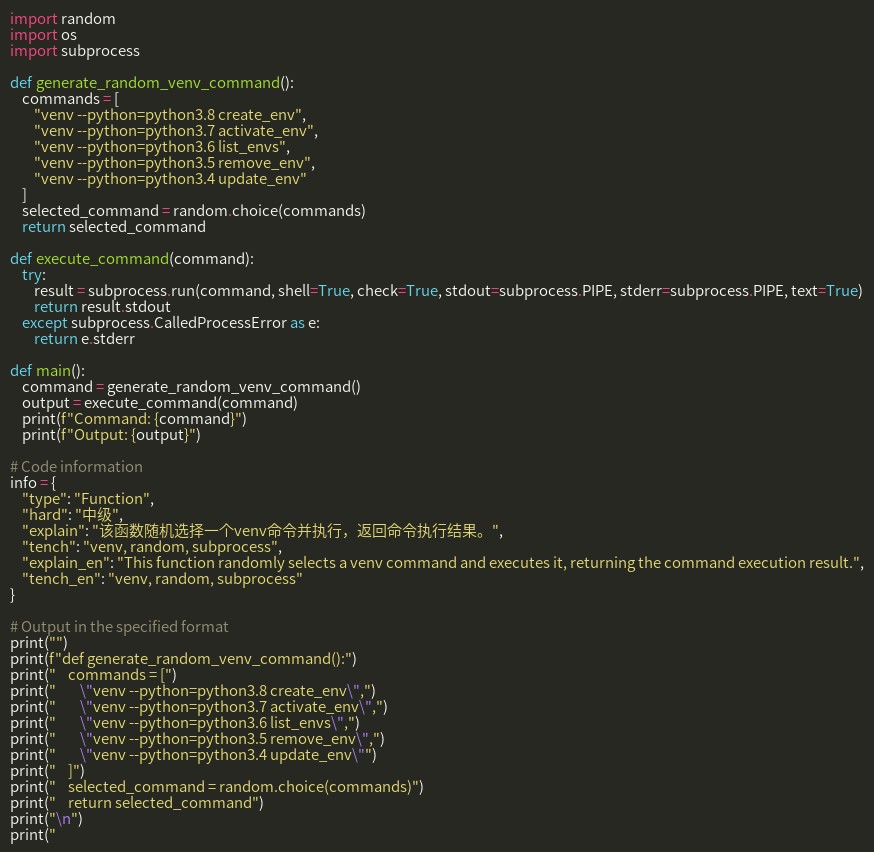 import random
import os
import subprocess

def generate_random_venv_command():
    commands = [
        "venv --python=python3.8 create_env",
        "venv --python=python3.7 activate_env",
        "venv --python=python3.6 list_envs",
        "venv --python=python3.5 remove_env",
        "venv --python=python3.4 update_env"
    ]
    selected_command = random.choice(commands)
    return selected_command

def execute_command(command):
    try:
        result = subprocess.run(command, shell=True, check=True, stdout=subprocess.PIPE, stderr=subprocess.PIPE, text=True)
        return result.stdout
    except subprocess.CalledProcessError as e:
        return e.stderr

def main():
    command = generate_random_venv_command()
    output = execute_command(command)
    print(f"Command: {command}")
    print(f"Output: {output}")

# Code information
info = {
    "type": "Function",
    "hard": "中级",
    "explain": "该函数随机选择一个venv命令并执行，返回命令执行结果。",
    "tench": "venv, random, subprocess",
    "explain_en": "This function randomly selects a venv command and executes it, returning the command execution result.",
    "tench_en": "venv, random, subprocess"
}

# Output in the specified format
print("")
print(f"def generate_random_venv_command():")
print("    commands = [")
print("        \"venv --python=python3.8 create_env\",")
print("        \"venv --python=python3.7 activate_env\",")
print("        \"venv --python=python3.6 list_envs\",")
print("        \"venv --python=python3.5 remove_env\",")
print("        \"venv --python=python3.4 update_env\"")
print("    ]")
print("    selected_command = random.choice(commands)")
print("    return selected_command")
print("\n")
print("